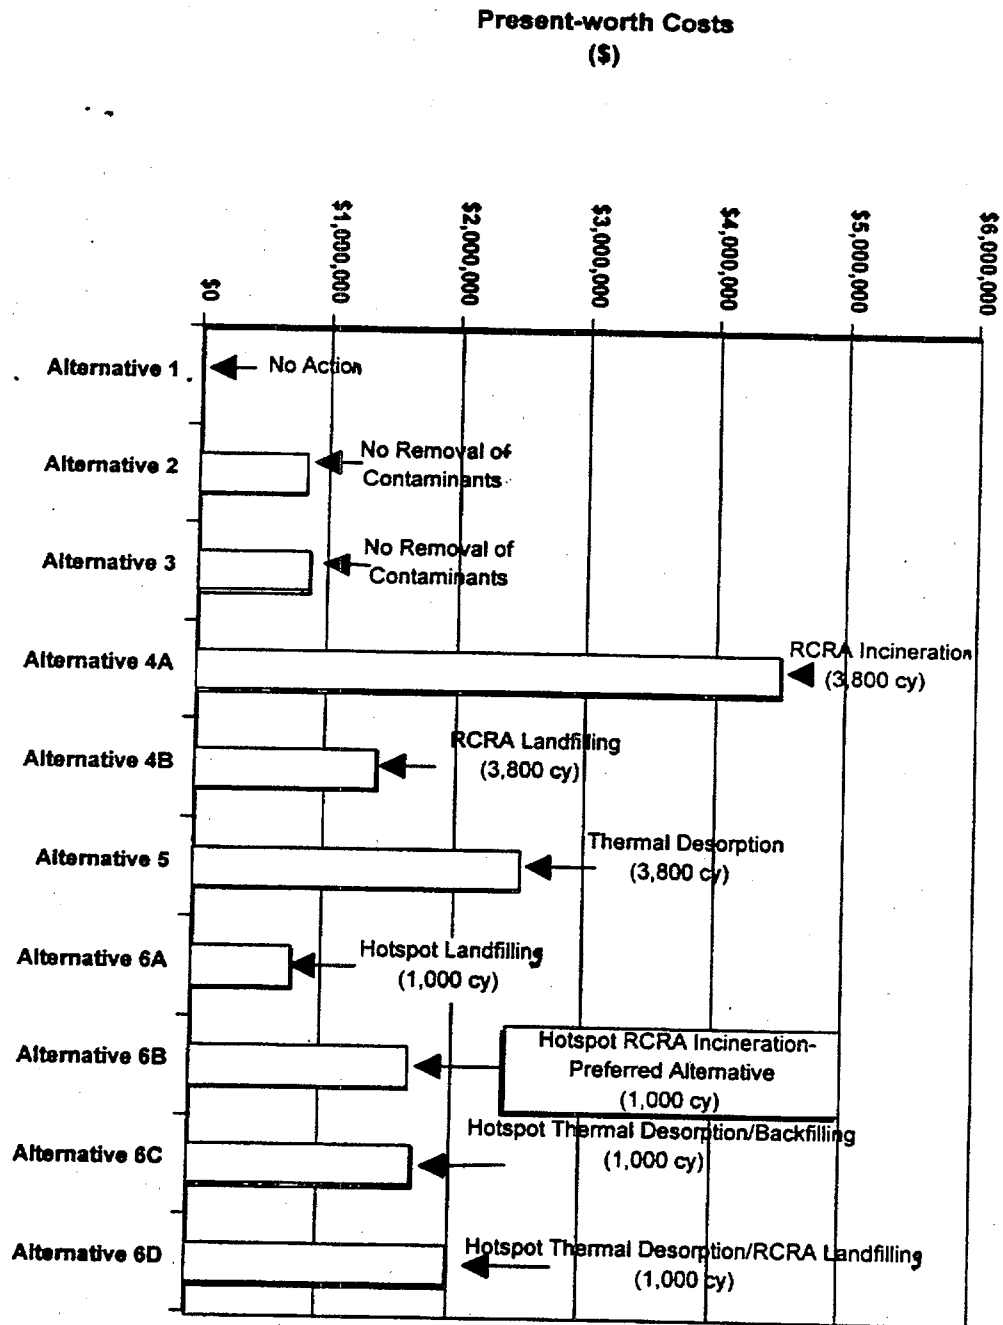 Present-worth Costs
($)
$0
$1,000,000
$2,000,000
$3,000,000
$4,000,000
$5,000,000
$6,000,000
Alternative 1
No Action
Alternative 2
No Removal of
Contaminants
Alternative 3
No Removal of
Contaminants
Alternative 4A
RCRA Incineration
(3,800 cy)
Alternative 4B
RCRA Landfilling
(3,800 cy)
Alternative 5
Thermal Desorption
(3,800 cy)
Alternative 6A
Hotspot Landfilling
(1,000 cy)
Alternative 6B
Hotspot RCRA Incineration-
Preferred Alternative
(1,000 cy)
Alternative 6C
Hotspot Thermal Desorption/Backfilling
(1,000 cy)
Alternative 6D
Hotspot Thermal Desorption/RCRA Landfilling
(1,000 cy)